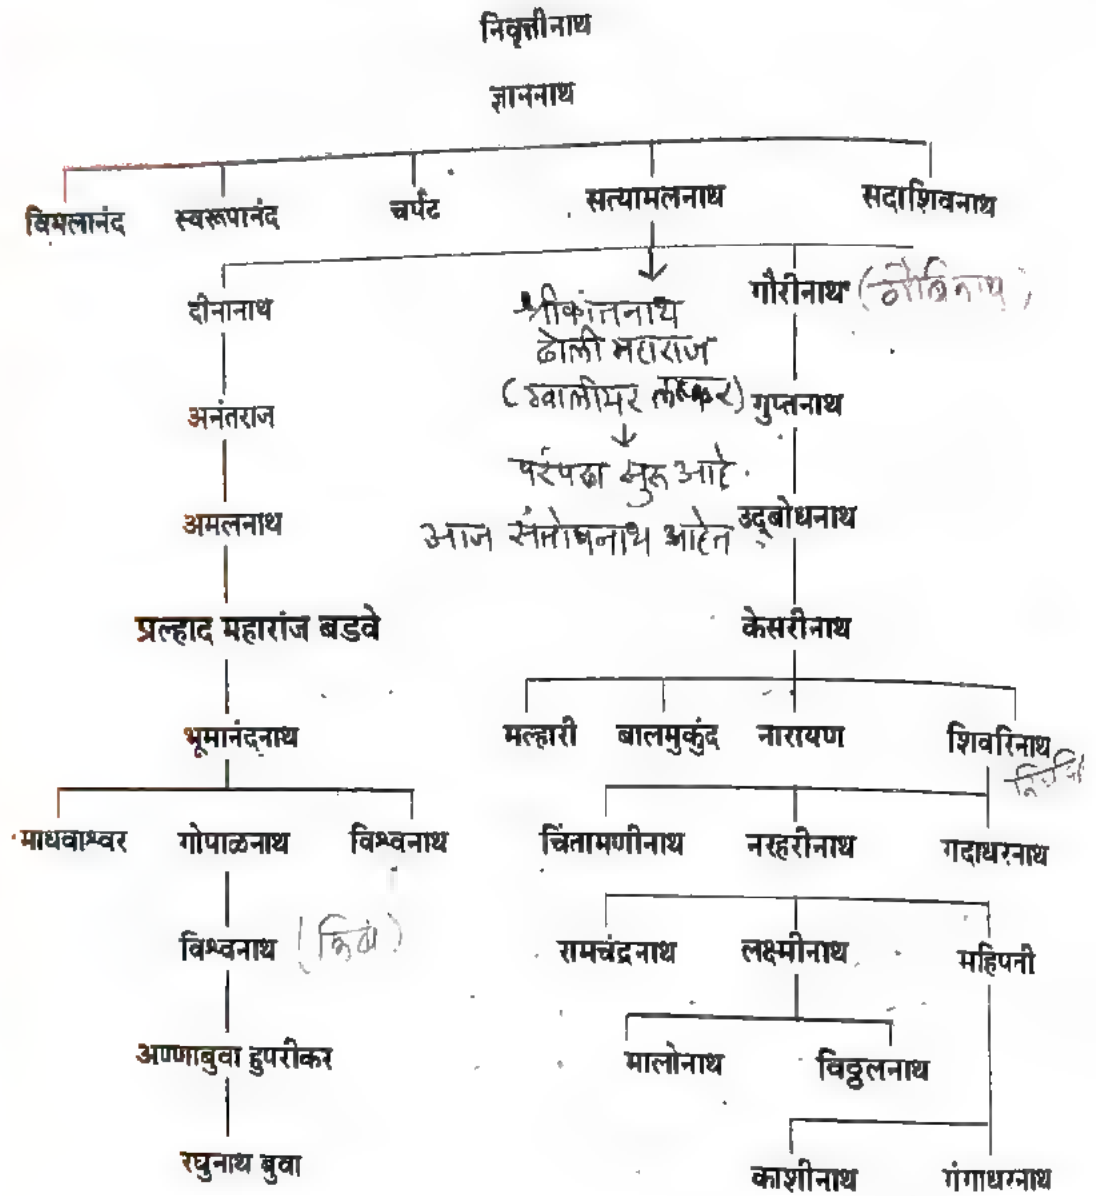 निवृत्तीनाथ
ज्ञाननाथ
विमलानंद स्वरूपानंद चर्पट सत्यामलनाथ सदाशिवनाथ
दीनानाथ श्रीकांतनाथ गौरीनाथ
ढोली महाराज
अनंतराज (ग्वालीयर लष्कर) गुप्तनाथ
परंपरा सुरू आहे.
अमलनाथ आज संतोषनाथ आहेत उद्बोधनाथ
प्रल्हाद महारांज बडवे केसरीनाथ
भूमानंदनाथ मल्हारी बालमुकुंद नारायण शिवरिनाथ
माधवाश्वर गोपाळनाथ विश्वनाथ चिंतामणीनाथ नरहरीनाथ गदाधरनाथ
विश्वनाथ रामचंद्रनाथ लक्ष्मीनाथ महिपनी
अण्णाबुवा हुपरीकर मालोनाथ विठ्ठलनाथ
रघुनाथ बुवा काशीनाथ गंगाधरनाथ